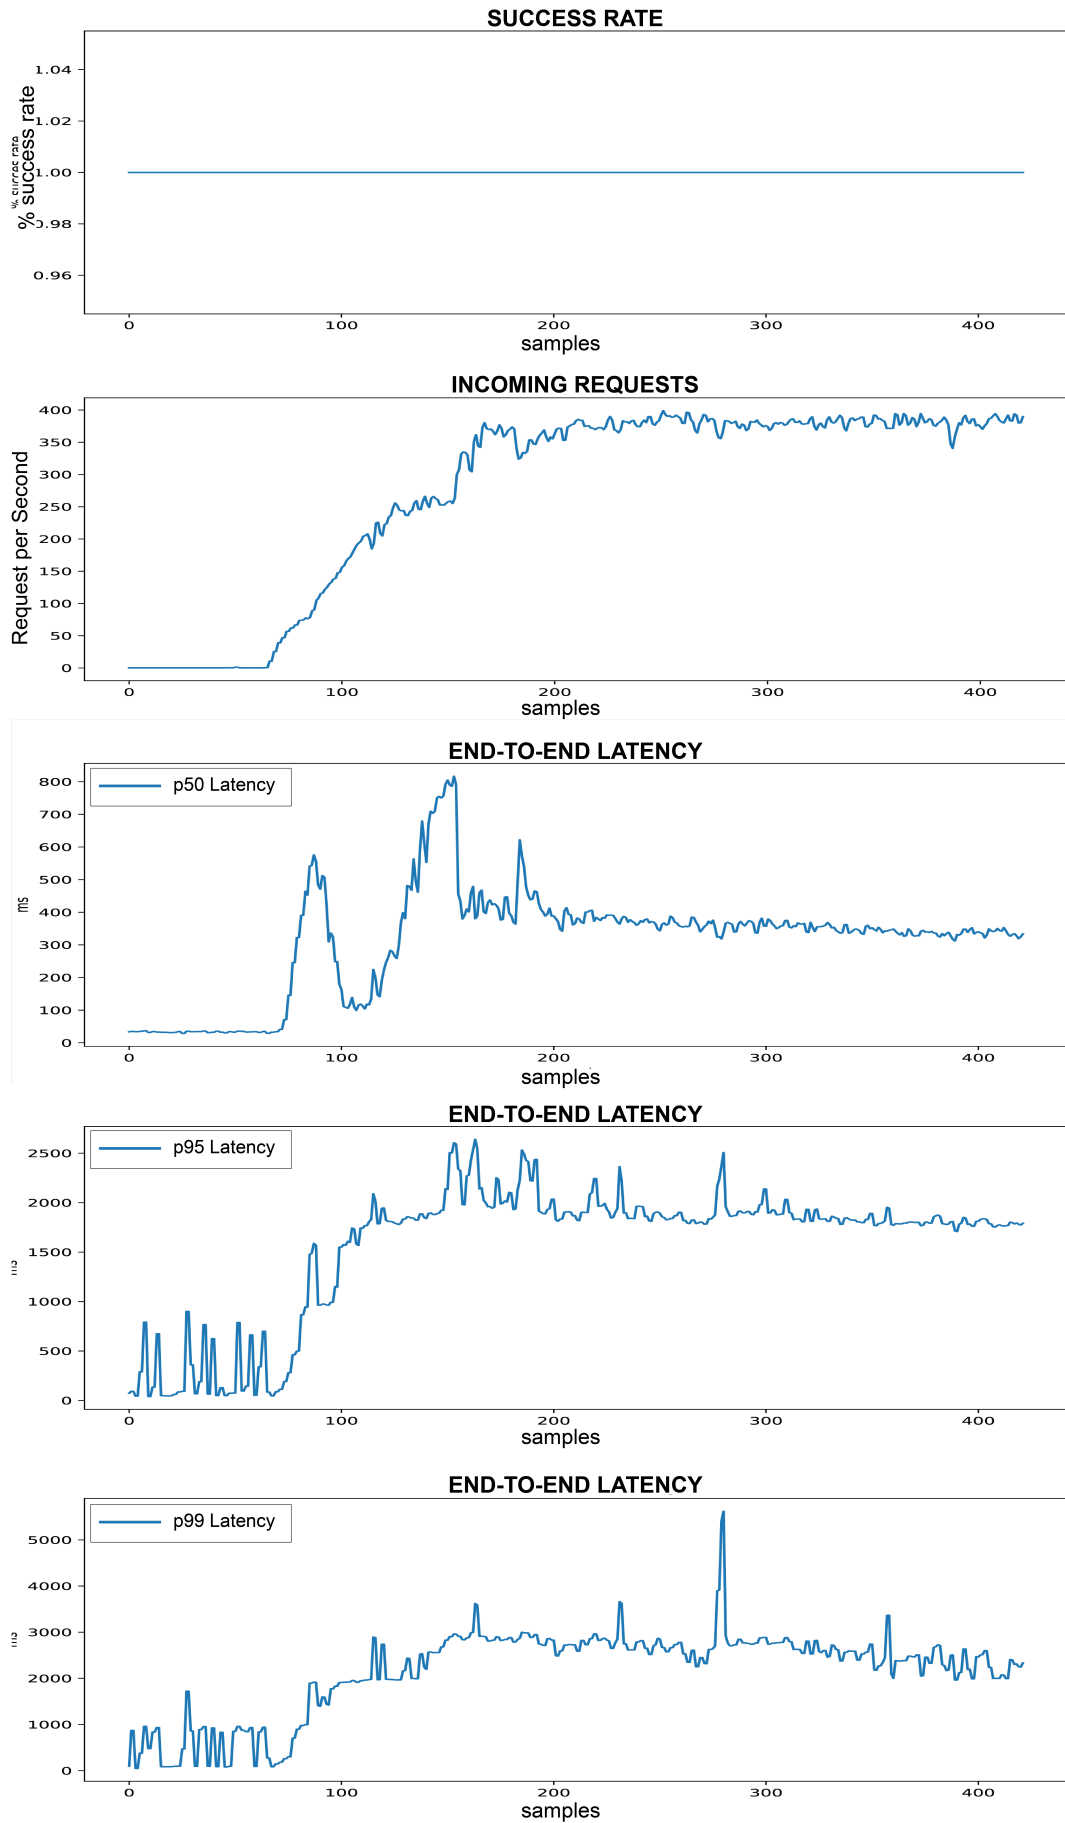 SUCCESS RATE
% success rate
1.04
1.02
1.00
0.98
0.96
0 100 200 300 400
samples
INCOMING REQUESTS
Request per Second
400
350
300
250
200
150
100
50
0
0 100 200 300 400
samples
END-TO-END LATENCY
p50 Latency
ms
800
700
600
500
400
300
200
100
0
0 100 200 300 400
samples
END-TO-END LATENCY
p95 Latency
2500
2000
1500
1000
500
0
0 100 200 300 400
samples
END-TO-END LATENCY
p99 Latency
5000
4000
3000
2000
1000
0
0 100 200 300 400
samples